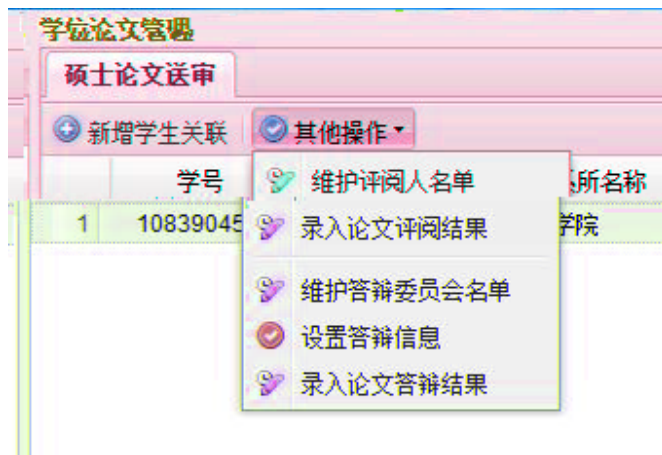 学位论文管理
硕士论文送审
新增学生关联 其他操作
学号 所名称
维护评阅人名单
1 10839045 学院
录入论文评阅结果
维护答辩委员会名单
设置答辩信息
录入论文答辩结果